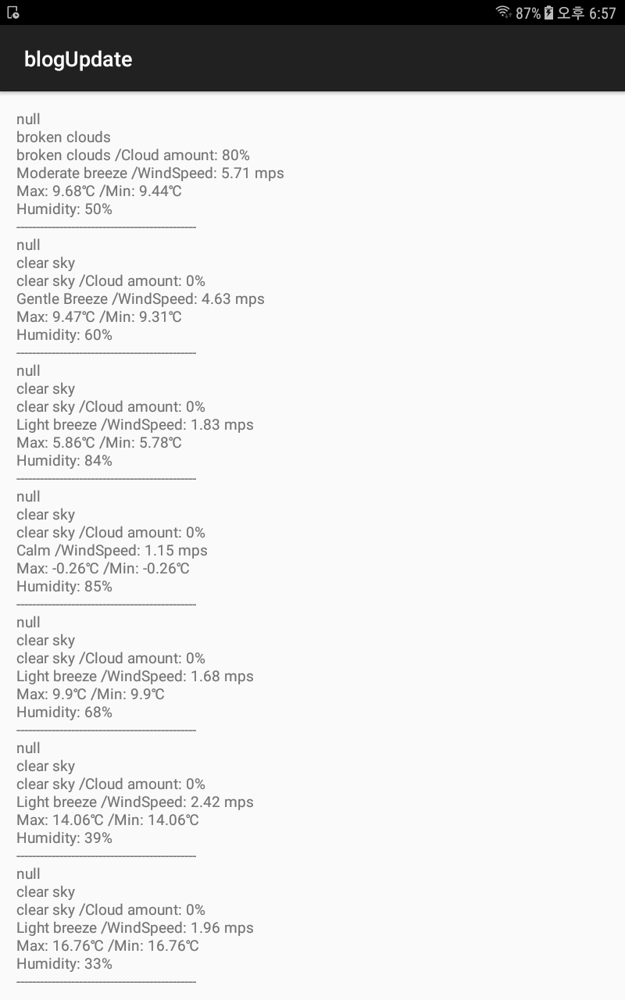 87% 오후 6:57
blogUpdate
null
broken clouds
broken clouds /Cloud amount: 80%
Moderate breeze /WindSpeed: 5.71 mps
Max: 9.68℃ /Min: 9.44℃
Humidity: 50%
----------------------------------------------
null
clear sky
clear sky /Cloud amount: 0%
Gentle Breeze /WindSpeed: 4.63 mps
Max: 9.47℃ /Min: 9.31℃
Humidity: 60%
----------------------------------------------
null
clear sky
clear sky /Cloud amount: 0%
Light breeze /WindSpeed: 1.83 mps
Max: 5.86℃ /Min: 5.78℃
Humidity: 84%
----------------------------------------------
null
clear sky
clear sky /Cloud amount: 0%
Calm /WindSpeed: 1.15 mps
Max: -0.26℃ /Min: -0.26℃
Humidity: 85%
----------------------------------------------
null
clear sky
clear sky /Cloud amount: 0%
Light breeze /WindSpeed: 1.68 mps
Max: 9.9℃ /Min: 9.9℃
Humidity: 68%
----------------------------------------------
null
clear sky
clear sky /Cloud amount: 0%
Light breeze /WindSpeed: 2.42 mps
Max: 14.06℃ /Min: 14.06℃
Humidity: 39%
----------------------------------------------
null
clear sky
clear sky /Cloud amount: 0%
Light breeze /WindSpeed: 1.96 mps
Max: 16.76℃ /Min: 16.76℃
Humidity: 33%
----------------------------------------------